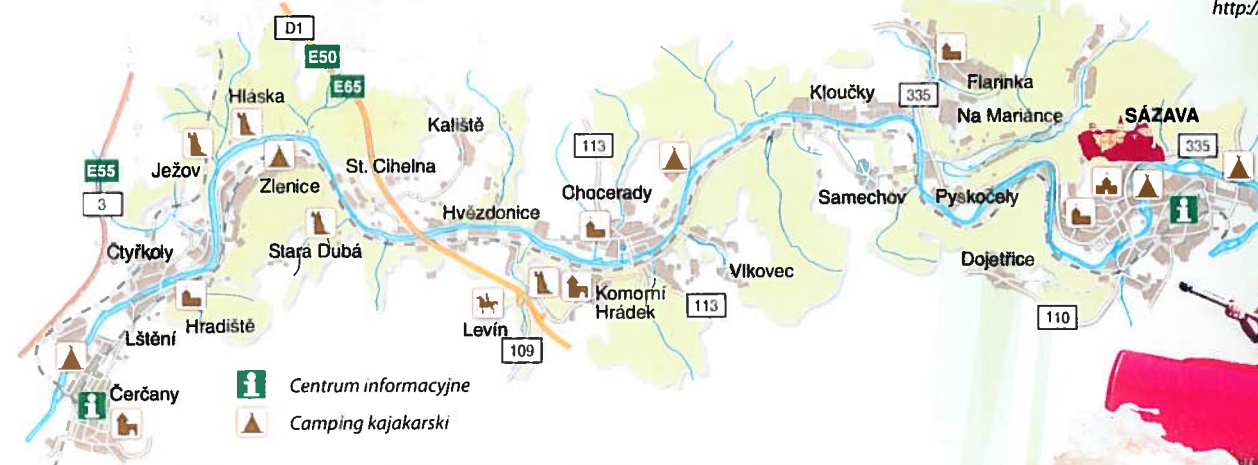 http://
D1
E50
E65
Hláska
Kaliště
Kloučky
335
Flarinka
Na Mariánce
SÁZAVA
335
113
E55
3
Ježov
Zlenice
St. Cihelna
Chocerady
Samechov
Pyskočely
Hvězdonice
Čtyřkoly
Stará Dubá
Vlkovec
Dojetřice
Komorní
Hrádek
113
110
Levín
109
Hradiště
Lštění
Čerčany
i Centrum informacyjne
Camping kajakarski